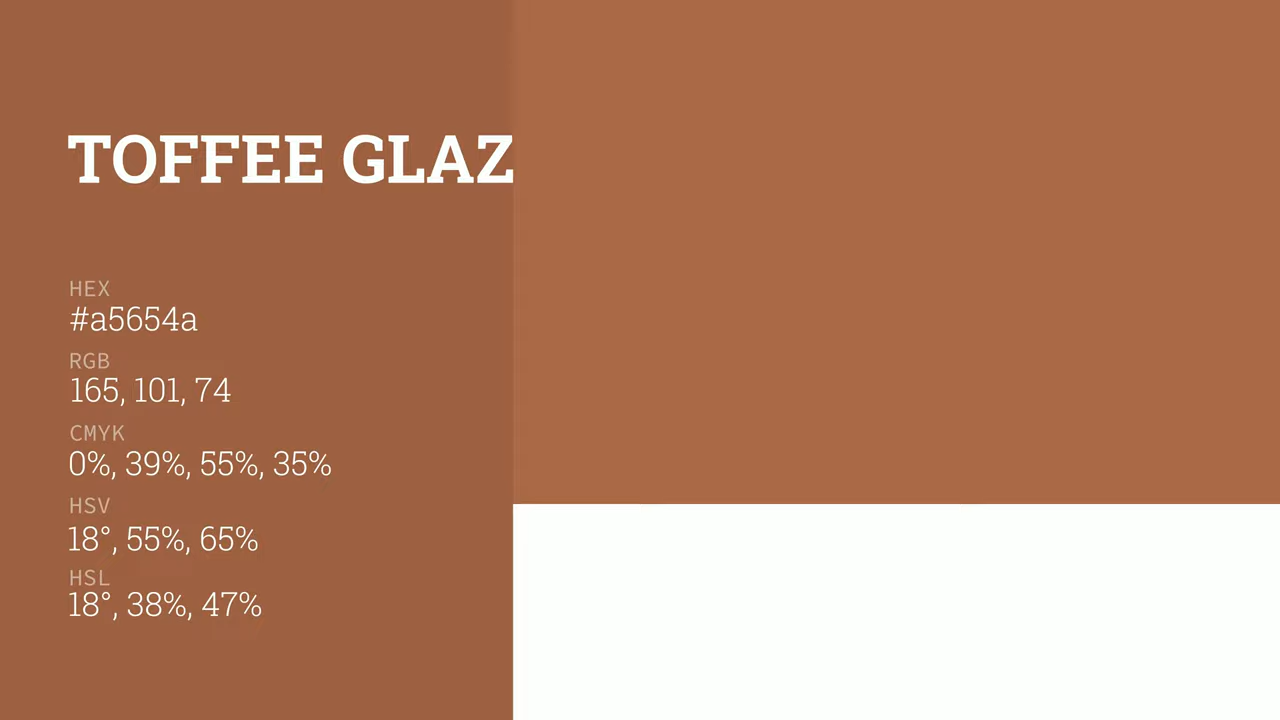 TOFFEE GLAZ
HEX
#a5654a
RGB
165, 101, 74
CMYK
0%, 39%, 55%, 35%
HSV
18°, 55%, 65%
HSL
18°, 38%, 47%